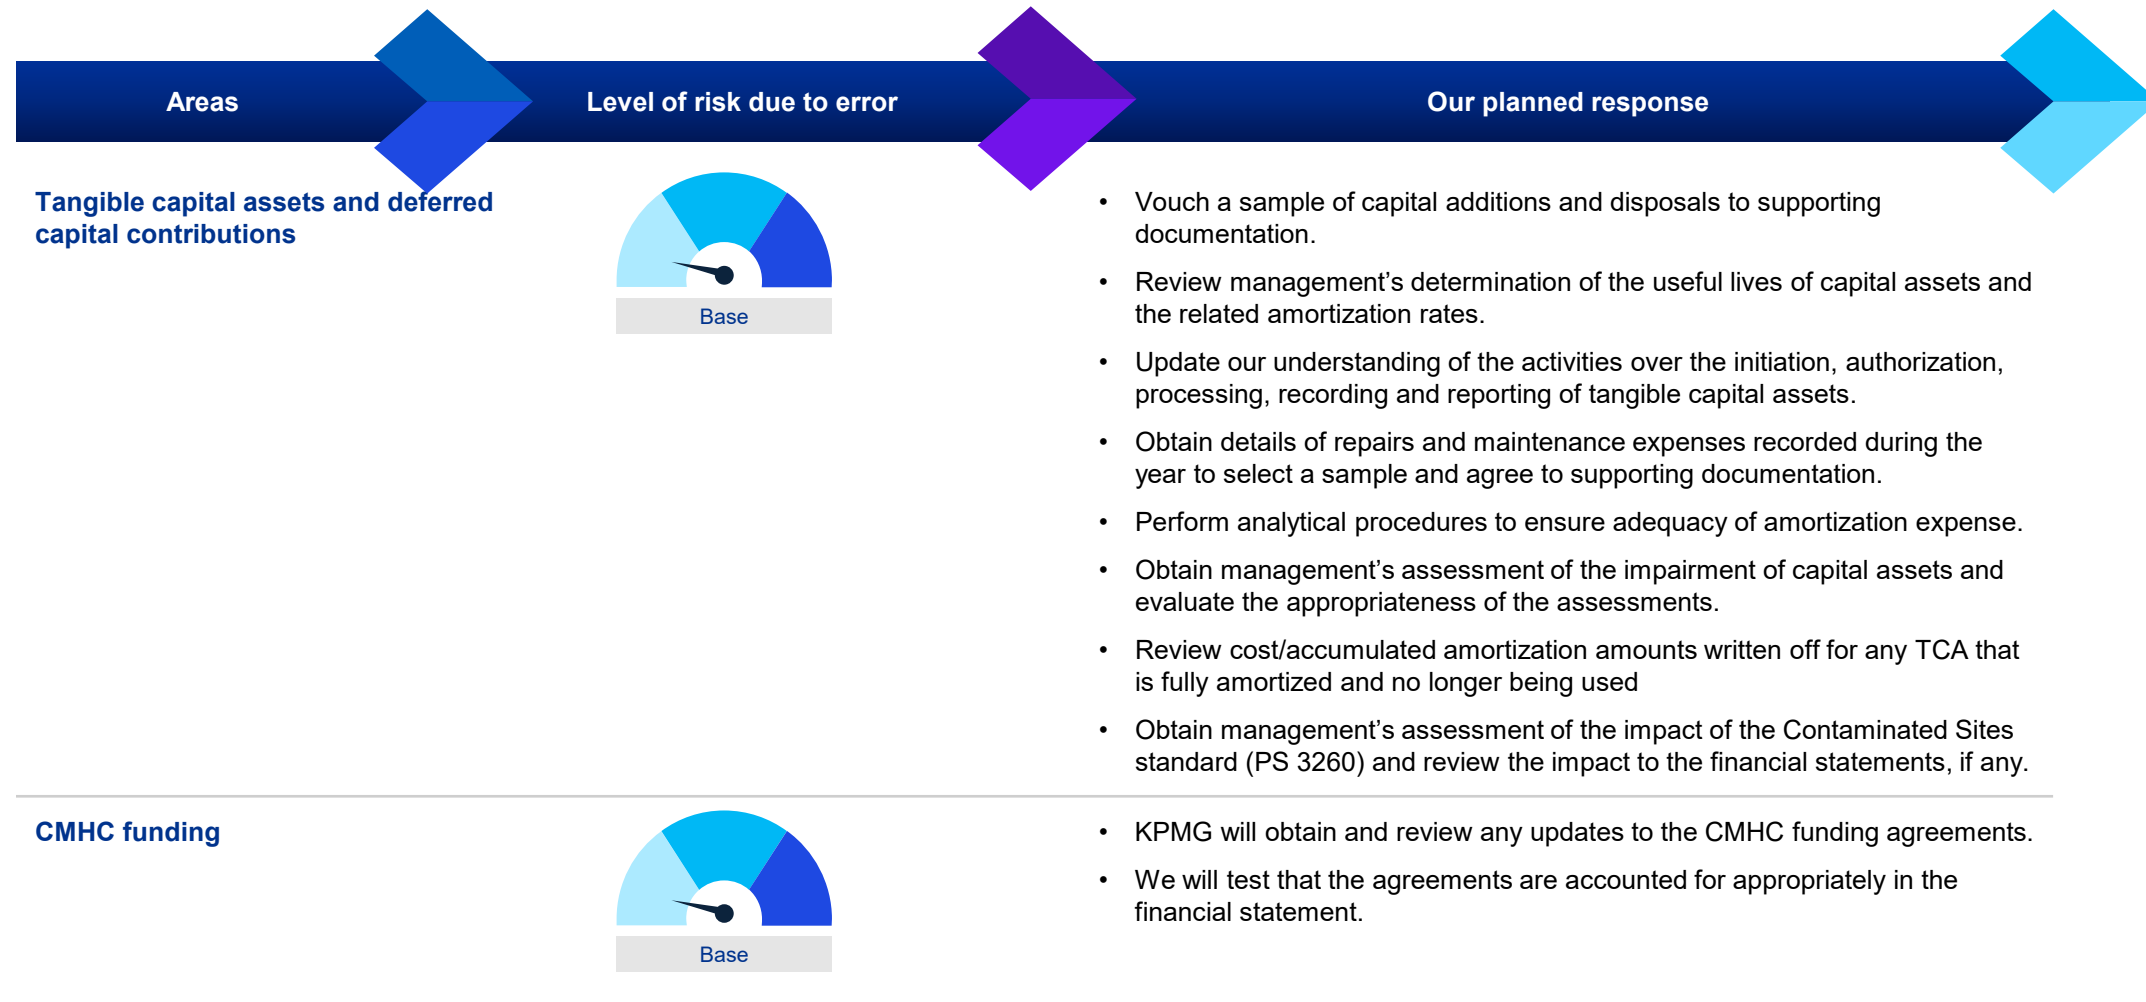 Areas
Level of risk due to error
Our planned response
Tangible capital assets and deferred
capital contributions
Base
• Vouch a sample of capital additions and disposals to supporting
documentation.
• Review management’s determination of the useful lives of capital assets and
the related amortization rates.
• Update our understanding of the activities over the initiation, authorization,
processing, recording and reporting of tangible capital assets.
• Obtain details of repairs and maintenance expenses recorded during the
year to select a sample and agree to supporting documentation.
• Perform analytical procedures to ensure adequacy of amortization expense.
• Obtain management’s assessment of the impairment of capital assets and
evaluate the appropriateness of the assessments.
• Review cost/accumulated amortization amounts written off for any TCA that
is fully amortized and no longer being used
• Obtain management’s assessment of the impact of the Contaminated Sites
standard (PS 3260) and review the impact to the financial statements, if any.
CMHC funding
Base
• KPMG will obtain and review any updates to the CMHC funding agreements.
• We will test that the agreements are accounted for appropriately in the
financial statement.